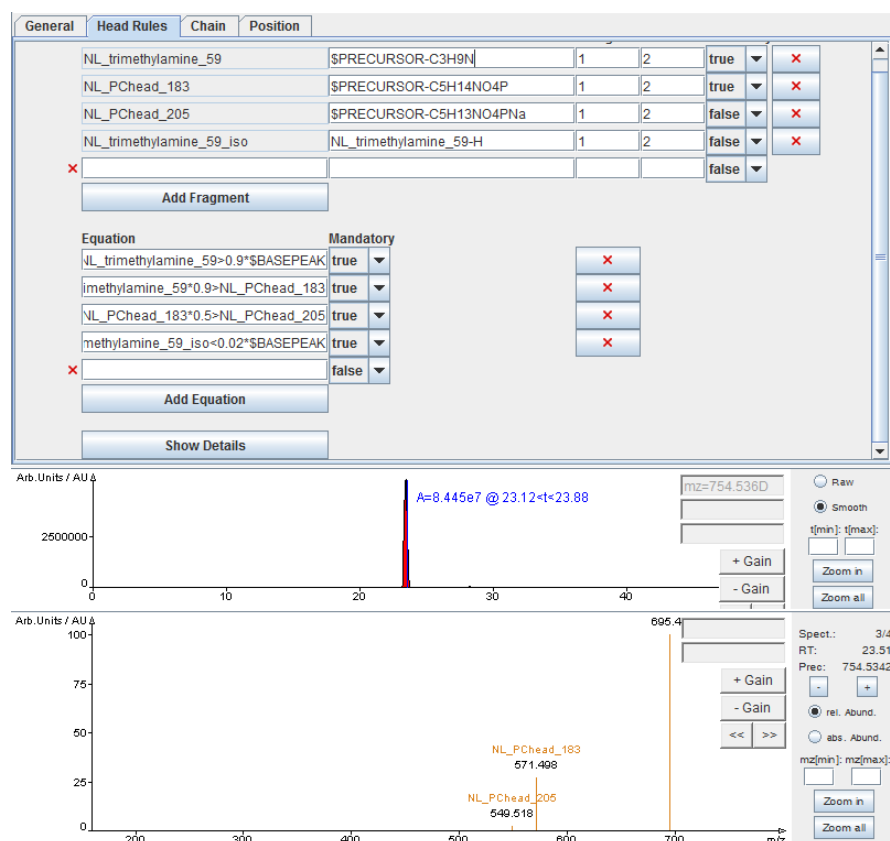 General Head Rules Chain Position
NL_trimethylamine_59 $PRECURSOR-C3H9N 1 2 true
NL_PChead_183 $PRECURSOR-C5H14NO4P 1 2 true
NL_PChead_205 $PRECURSOR-C5H13NO4PNa 1 2 false
NL_trimethylamine_59_iso NL_trimethylamine_59-H 1 2 false
false
Add Fragment
Equation Mandatory
NL_trimethylamine_59>0.9*$BASEPEAK true
imethylamine_59*0.9>NL_PChead_183 true
NL_PChead_183*0.5>NL_PChead_205 true
methylamine_59_iso<0.02*$BASEPEAK true
false
Add Equation
Show Details
Arb.Units / AU
A=8.445e7 @ 23.12<t<23.88
mz=754.536D
Raw
Smooth
t[min]: t[max]:
2500000
+ Gain
Zoom in
0
- Gain
Zoom all
0 10 20 30 40
Arb.Units / AU
695.4
100
Spect.: 3/4
RT: 23.51
Prec: 754.5342
75
+ Gain
- +
- Gain
rel. Abund.
50
<< >>
abs. Abund.
NL_PChead_183
571.498
mz[min]: mz[max]:
25
NL_PChead_205
549.518
Zoom in
0
Zoom all
200 300 400 500 600 700 m/z